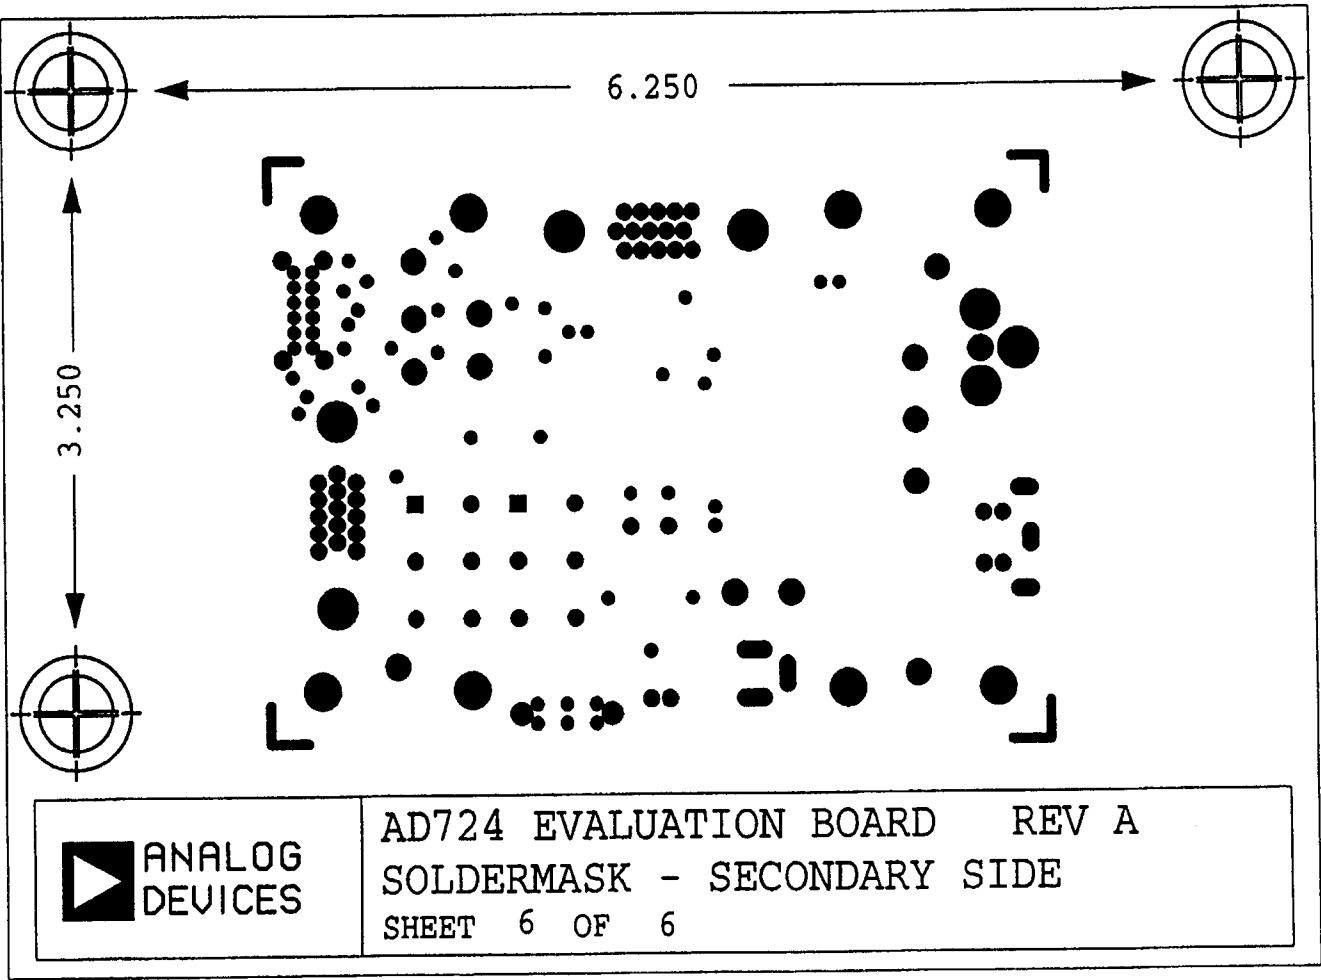 6.250
3.250
ANALOG
DEVICES
AD724 EVALUATION BOARD REV A
SOLDERMASK - SECONDARY SIDE
SHEET 6 OF 6